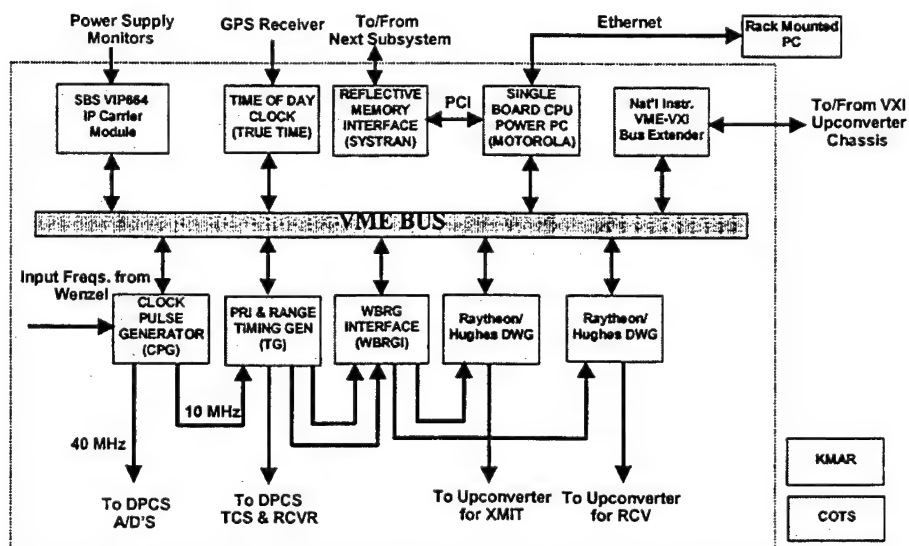 Power Supply
Monitors
GPS Receiver
To/From
Next Subsystem
Ethernet
Rack Mounted
PC
SBS VIP664
IP Carrier
Module
TIME OF DAY
CLOCK
(TRUE TIME)
REFLECTIVE
MEMORY
INTERFACE
(SYSTRAN)
PCI
SINGLE
BOARD CPU
POWER PC
(MOTOROLA)
Nat'l Instr.
VME-VXI
Bus Extender
To/From VXI
Upconverter
Chassis
VME BUS
Input Freqs. from
Wenzel
CLOCK
PULSE
GENERATOR
(CPG)
PRI & RANGE
TIMING GEN
(TG)
WBRG
INTERFACE
(WBRGI)
Raytheon/
Hughes DWG
Raytheon/
Hughes DWG
10 MHz
40 MHz
To DPCS
A/D'S
To DPCS
TCS & RCVR
To Upconverter
for XMIT
To Upconverter
for RCV
KMAR
COTS